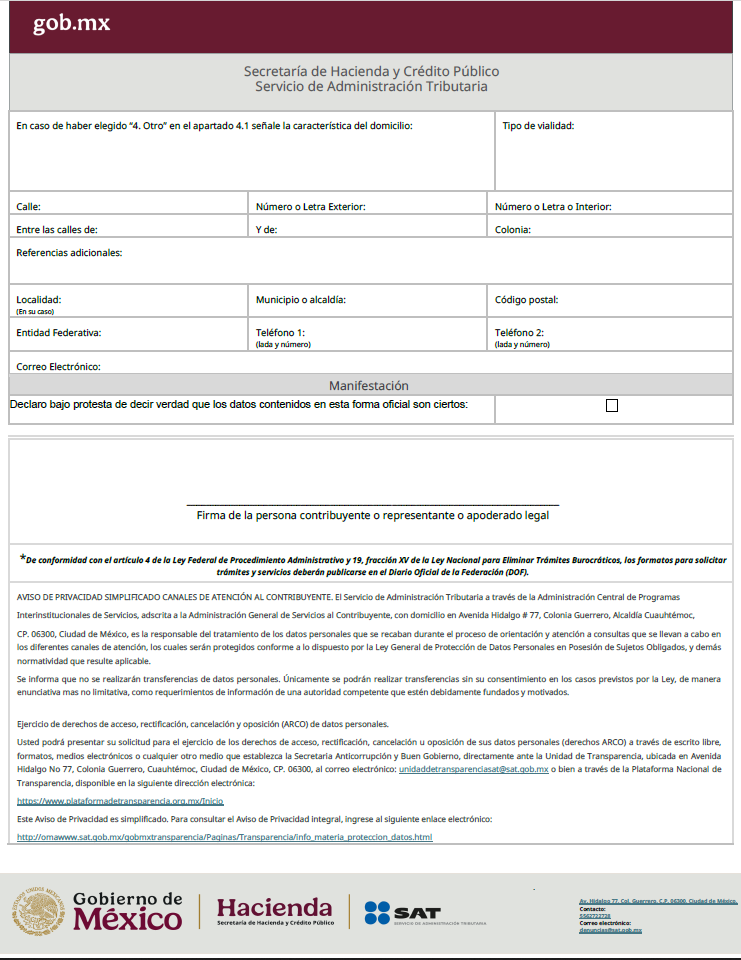 gob.mx
Secretaría de Hacienda y Crédito Público
Servicio de Administración Tributaria
En caso de haber elegido “4. Otro” en el apartado 4.1 señale la característica del domicilio:
Tipo de vialidad:
Calle:
Número o Letra Exterior:
Número o Letra o Interior:
Entre las calles de:
Y de:
Colonia:
Referencias adicionales:
Localidad:
(En su caso)
Municipio o alcaldía:
Código postal:
Entidad Federativa:
Teléfono 1:
(lada y número)
Teléfono 2:
(lada y número)
Correo Electrónico:
Manifestación
Declaro bajo protesta de decir verdad que los datos contenidos en esta forma oficial son ciertos:
Firma de la persona contribuyente o representante o apoderado legal
*De conformidad con el artículo 4 de la Ley Federal de Procedimiento Administrativo y 19, fracción XV de la Ley Nacional para Eliminar Trámites Burocráticos, los formatos para solicitar
trámites y servicios deberán publicarse en el Diario Oficial de la Federación (DOF).
AVISO DE PRIVACIDAD SIMPLIFICADO CANALES DE ATENCIÓN AL CONTRIBUYENTE. El Servicio de Administración Tributaria a través de la Administración Central de Programas
Interinstitucionales de Servicios, adscrita a la Administración General de Servicios al Contribuyente, con domicilio en Avenida Hidalgo # 77, Colonia Guerrero, Alcaldía Cuauhtémoc,
CP. 06300, Ciudad de México, es la responsable del tratamiento de los datos personales que se recaban durante el proceso de orientación y atención a consultas que se llevan a cabo en
los diferentes canales de atención, los cuales serán protegidos conforme a lo dispuesto por la Ley General de Protección de Datos Personales en Posesión de Sujetos Obligados, y demás
normatividad que resulte aplicable.
Se informa que no se realizarán transferencias de datos personales. Únicamente se podrán realizar transferencias sin su consentimiento en los casos previstos por la Ley, de manera
enunciativa mas no limitativa, como requerimientos de información de una autoridad competente que estén debidamente fundados y motivados.
Ejercicio de derechos de acceso, rectificación, cancelación y oposición (ARCO) de datos personales.
Usted podrá presentar su solicitud para el ejercicio de los derechos de acceso, rectificación, cancelación u oposición de sus datos personales (derechos ARCO) a través de escrito libre,
formatos, medios electrónicos o cualquier otro medio que establezca la Secretaria Anticorrupción y Buen Gobierno, directamente ante la Unidad de Transparencia, ubicada en Avenida
Hidalgo No 77, Colonia Guerrero, Cuauhtémoc, Ciudad de México, CP. 06300, al correo electrónico: unidaddetransparenciasat@sat.gob.mx o bien a través de la Plataforma Nacional de
Transparencia, disponible en la siguiente dirección electrónica:
https://www.plataformadetransparencia.org.mx/Inicio
Este Aviso de Privacidad es simplificado. Para consultar el Aviso de Privacidad integral, ingrese al siguiente enlace electrónico:
http://omawww.sat.gob.mx/gobmxtransparencia/Paginas/Transparencia/info_materia_proteccion_datos.html
ESTADOS UNIDOS MEXICANOS
Gobierno de
México
Hacienda
Secretaría de Hacienda y Crédito Público
SAT
SERVICIO DE ADMINISTRACIÓN TRIBUTARIA
Av. Hidalgo 77, Col. Guerrero, C.P. 06300, Ciudad de México.
Contacto:
5562722728
Correo electrónico:
denuncias@sat.gob.mx